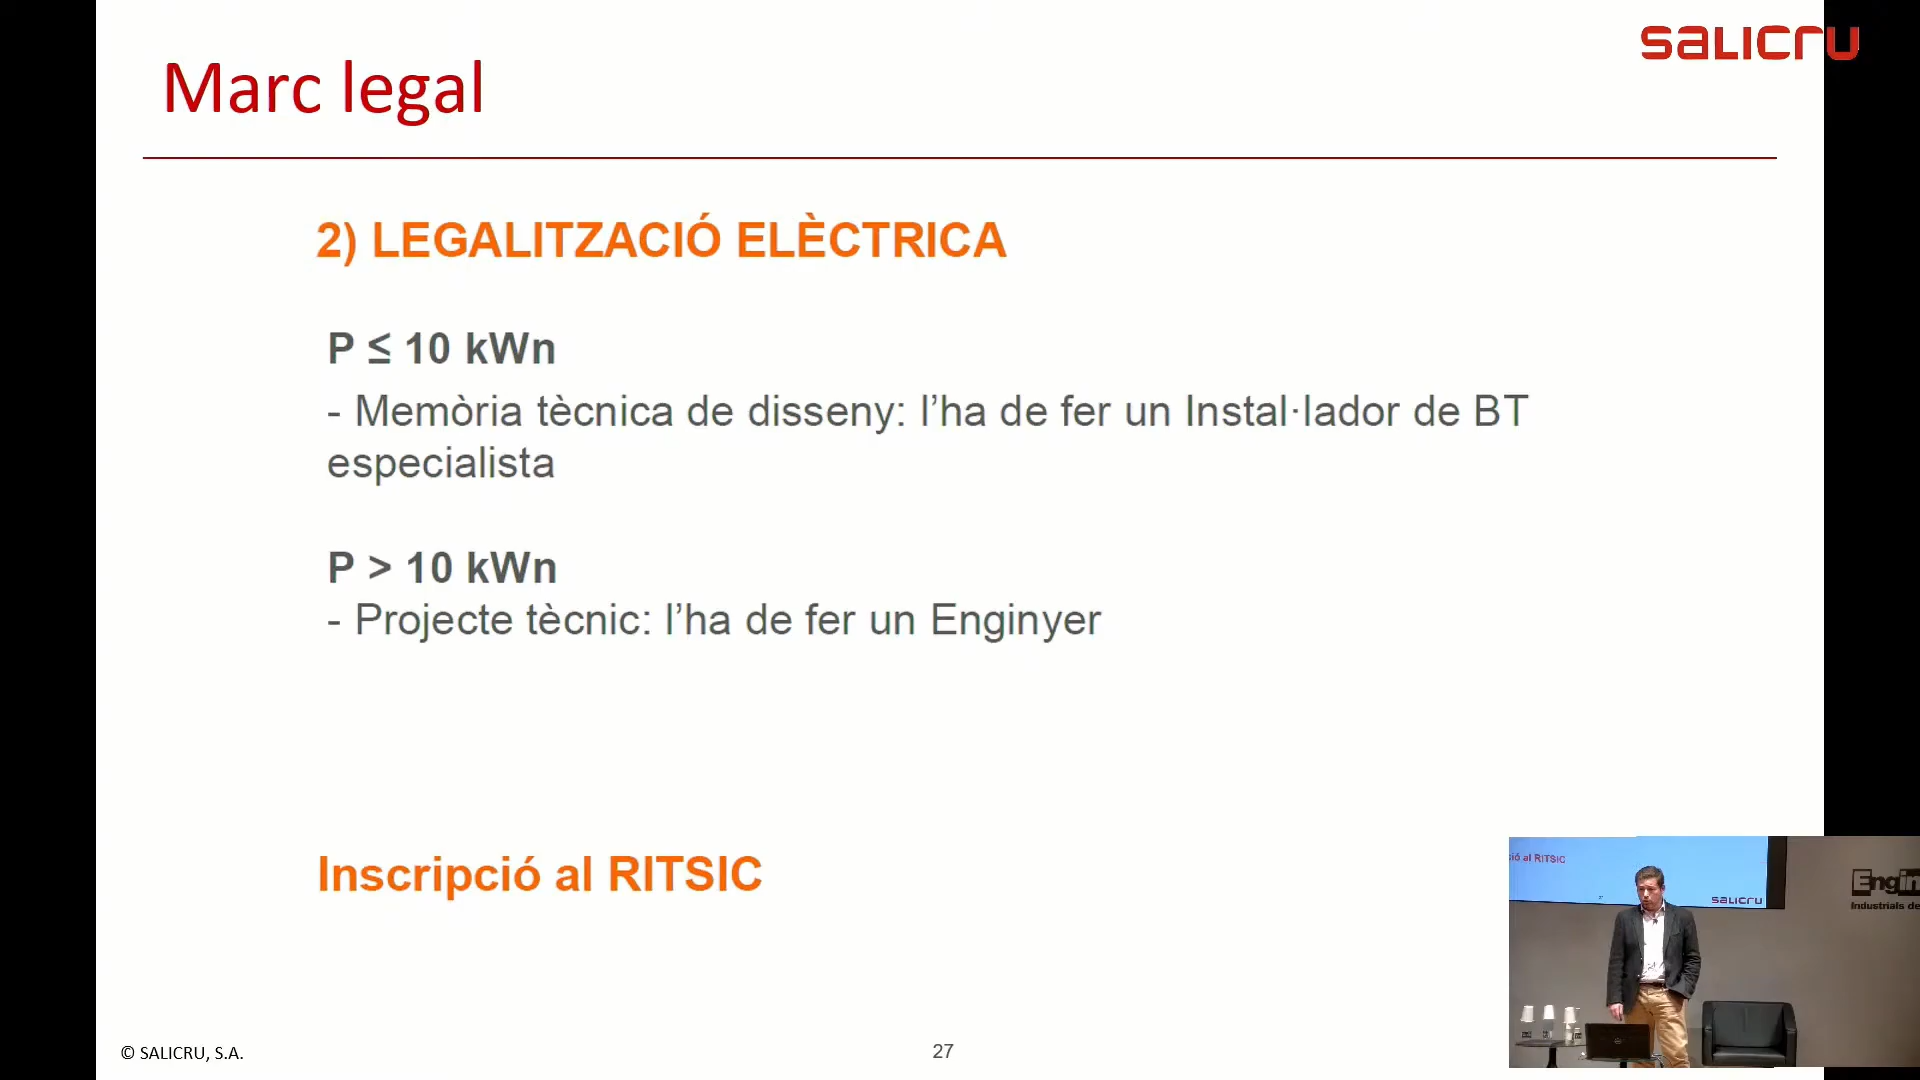 Marc legal
salicru
2) LEGALITZACIÓ ELÈCTRICA
P ≤ 10 kWn
- Memòria tècnica de disseny: l’ha de fer un Instal·lador de BT
especialista
P > 10 kWn
- Projecte tècnic: l’ha de fer un Enginyer
Inscripció al RITSIC
© SALICRU, S.A.
27
ió al RITSIC
salicru
Engin
Industrials de